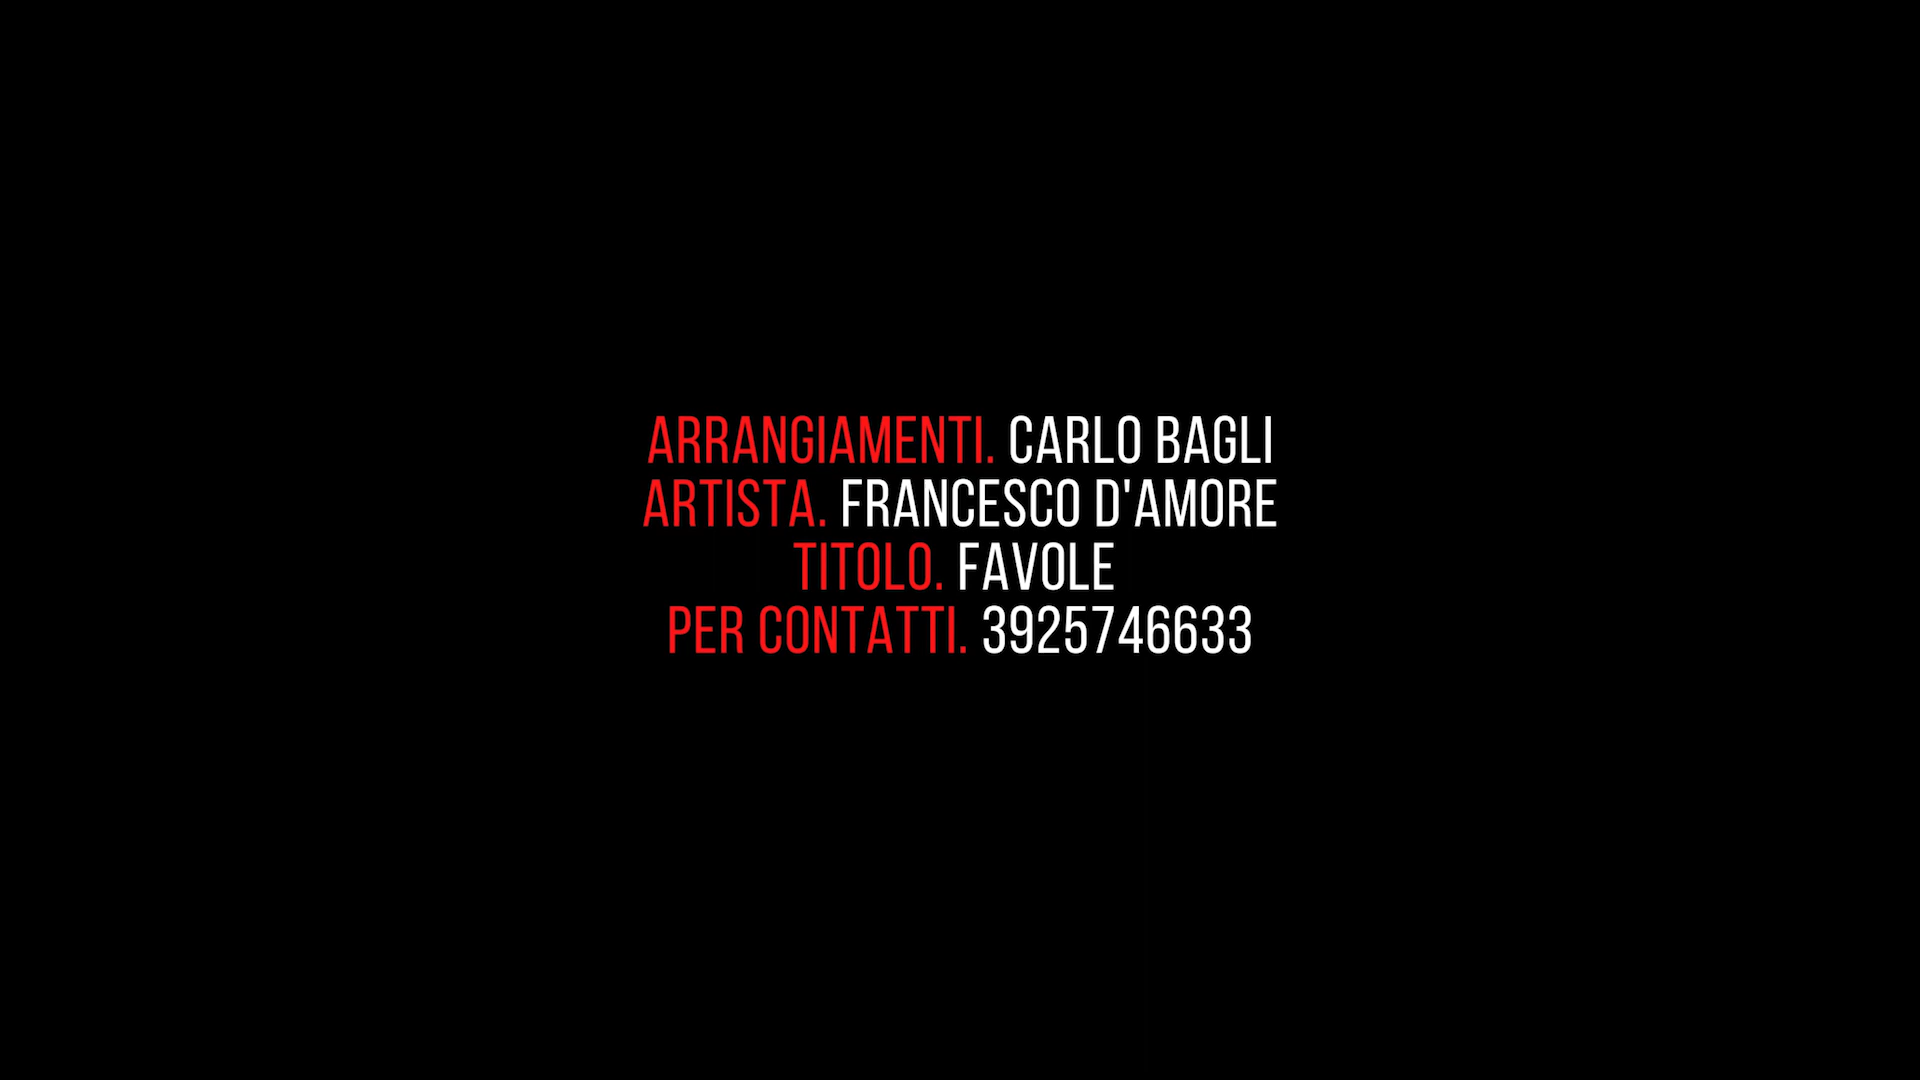 ARRANGIAMENTI. CARLO BAGLI
ARTISTA. FRANCESCO D'AMORE
TITOLO. FAVOLE
PER CONTATTI. 3925746633